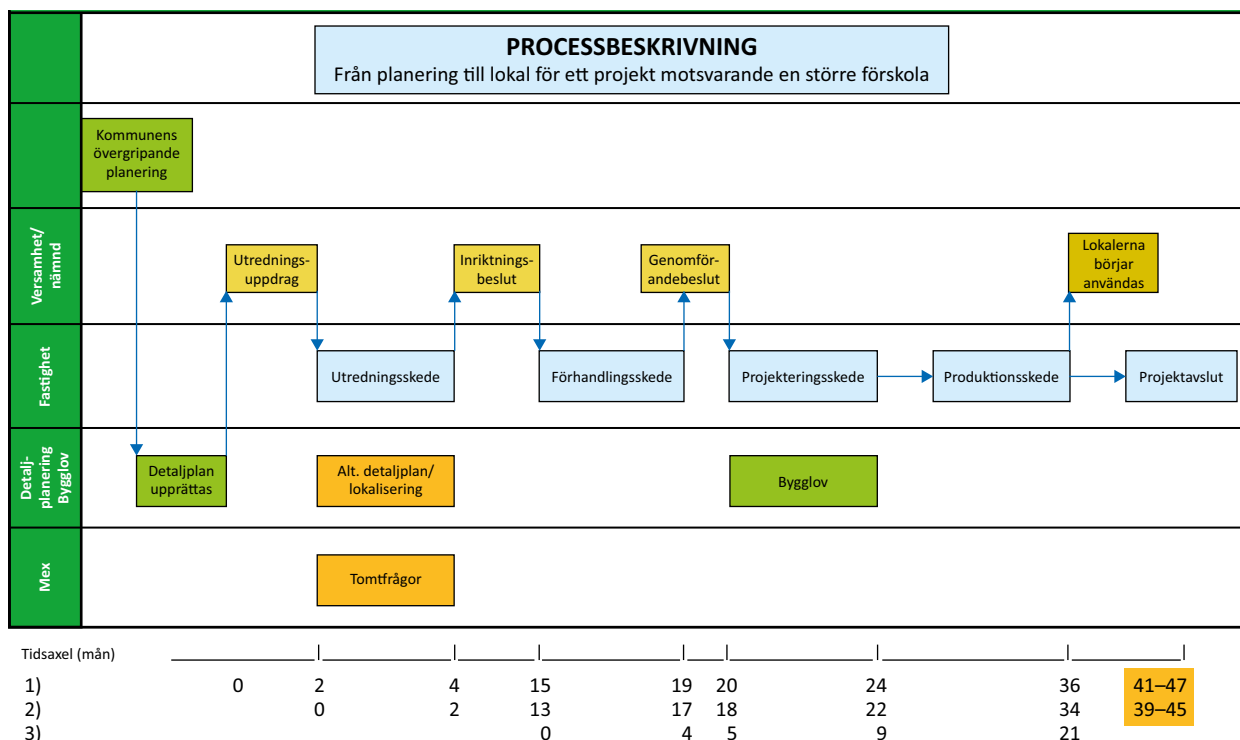 PROCESSBESKRIVNING
Från planering till lokal för ett projekt motsvarande en större förskola
Kommunens
övergripande
planering
Versamhet/
nämnd
Utrednings-
uppdrag
Inriktnings-
beslut
Genomför-
andebeslut
Lokalerna
börjar
användas
Fastighet
Utredningsskede
Förhandlingsskede
Projekteringsskede
Produktionsskede
Projektavslut
Detalj-
planering
Bygglov
Detaljplan
upprättas
Alt. detaljplan/
lokalisering
Bygglov
Mex
Tomtfrågor
Tidsaxel (mån)
1) 0 2 4 15 19 20 24 36 41–47
2) 0 2 13 17 18 22 34 39–45
3) 0 4 5 9 21